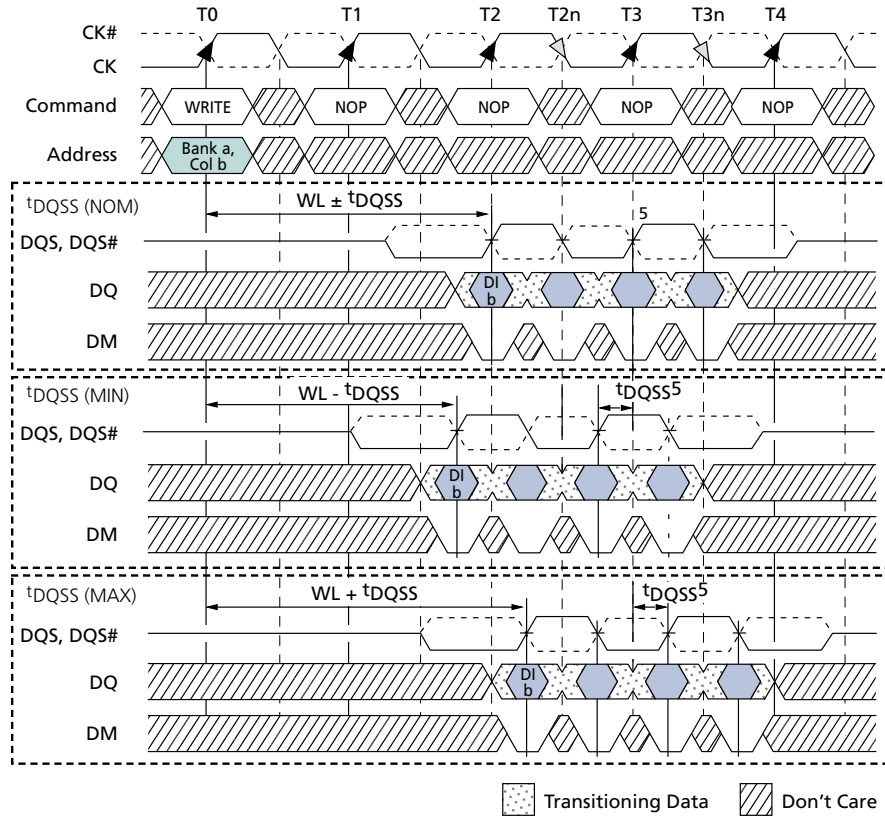 T0 T1 T2 T2n T3 T3n T4
CK#
CK
Command WRITE NOP NOP NOP NOP
Address Bank a, Col b
tDQSS (NOM) WL ± tDQSS
5
DQS, DQS#
DQ DI b
DM
tDQSS (MIN) WL - tDQSS tDQSS5
DQS, DQS#
DQ DI b
DM
tDQSS (MAX) WL + tDQSS tDQSS5
DQS, DQS#
DQ DI b
DM
Transitioning Data Don't Care